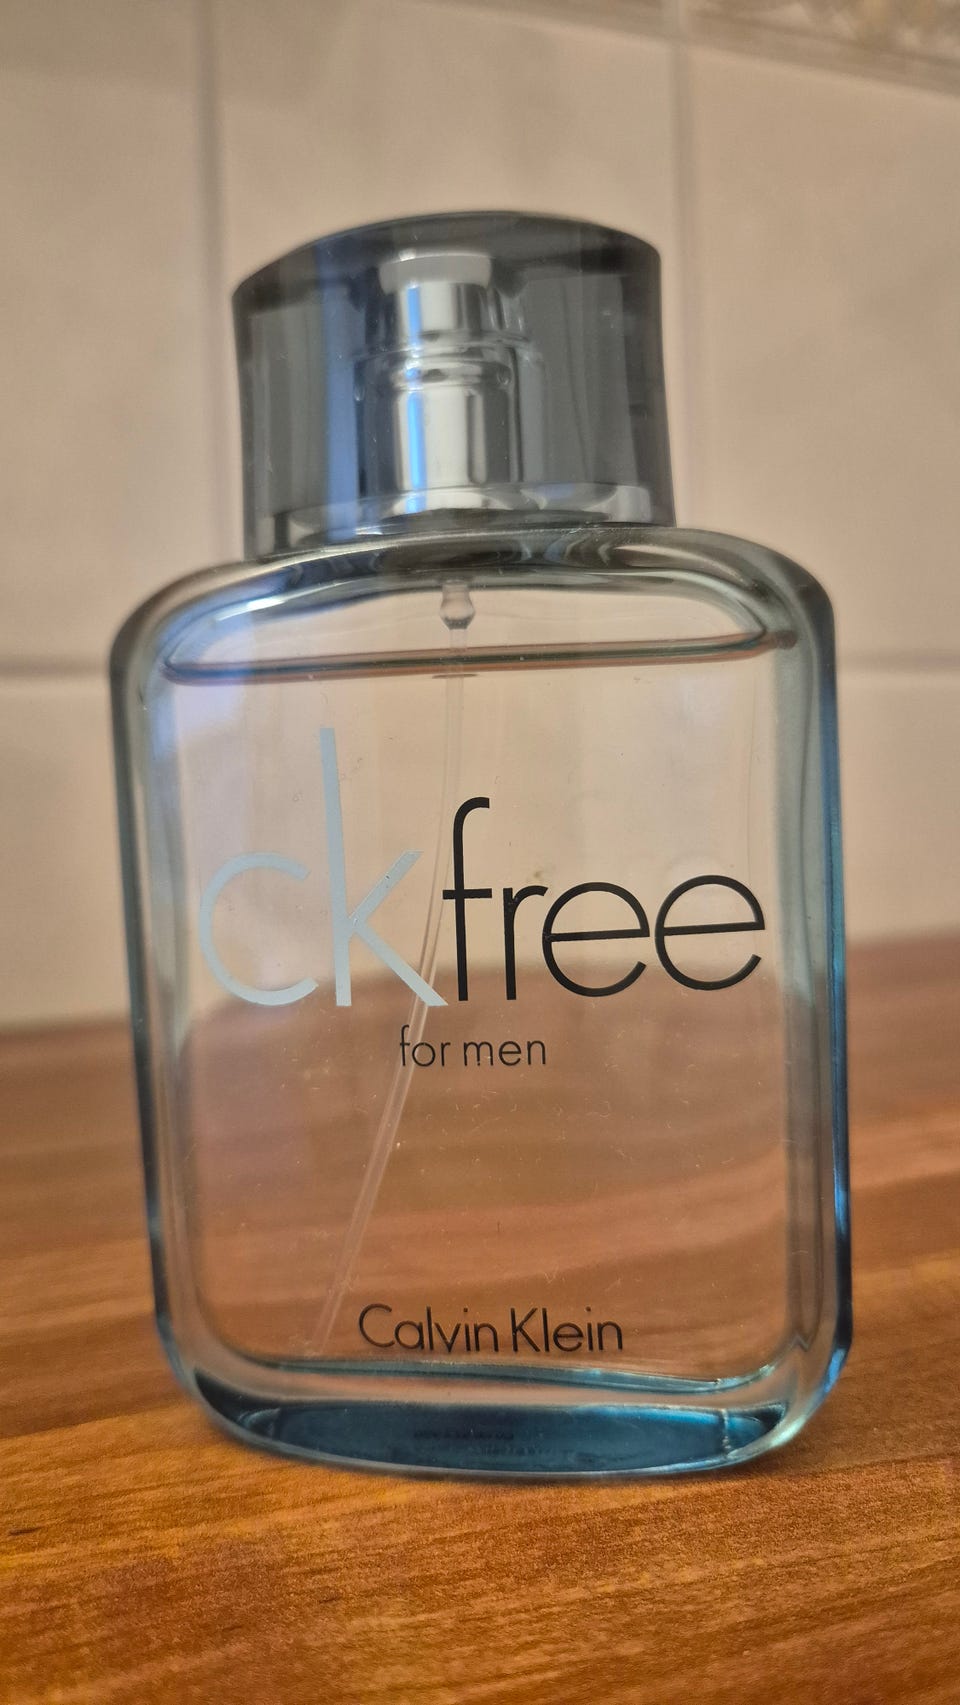 ckfree
for men
Calvin Klein